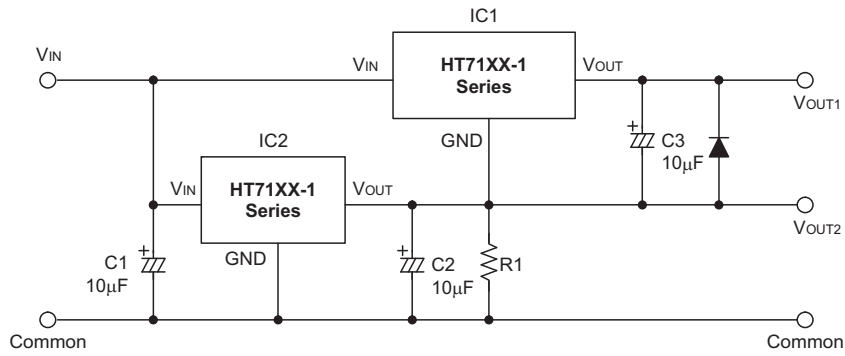 IC1
VIN
VIN
HT71XX-1
Series
VOUT
VOUT1
GND
+
C3
10μF
IC2
VIN
HT71XX-1
Series
VOUT
VOUT2
GND
+
C1
10μF
+
C2
10μF
R1
Common
Common